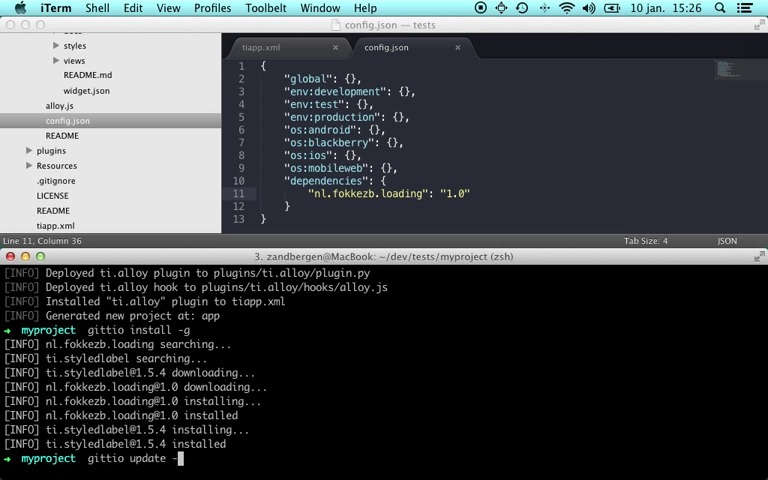 iTerm Shell Edit View Profiles Toolbelt Window Help 10 jan. 15:26
config.json — tests
styles
views
README.md
widget.json
alloy.js
config.json
README
plugins
Resources
.gitignore
LICENSE
README
tiapp.xml
tiapp.xml × config.json ×
1 {
2 "global": {},
3 "env:development": {},
4 "env:test": {},
5 "env:production": {},
6 "os:android": {},
7 "os:blackberry": {},
8 "os:ios": {},
9 "os:mobileweb": {},
10 "dependencies": {
11 "nl.fokkezb.loading": "1.0"
12 }
13 }
Line 11, Column 36 Tab Size: 4 JSON
3. zandbergen@MacBook: ~/dev/tests/myproject (zsh)
[INFO] Deployed ti.alloy plugin to plugins/ti.alloy/plugin.py
[INFO] Deployed ti.alloy hook to plugins/ti.alloy/hooks/alloy.js
[INFO] Installed "ti.alloy" plugin to tiapp.xml
[INFO] Generated new project at: app
→ myproject gittio install -g
[INFO] nl.fokkezb.loading searching...
[INFO] ti.styledlabel searching...
[INFO] ti.styledlabel@1.5.4 downloading...
[INFO] nl.fokkezb.loading@1.0 downloading...
[INFO] nl.fokkezb.loading@1.0 installing...
[INFO] nl.fokkezb.loading@1.0 installed
[INFO] ti.styledlabel@1.5.4 installing...
[INFO] ti.styledlabel@1.5.4 installed
→ myproject gittio update -